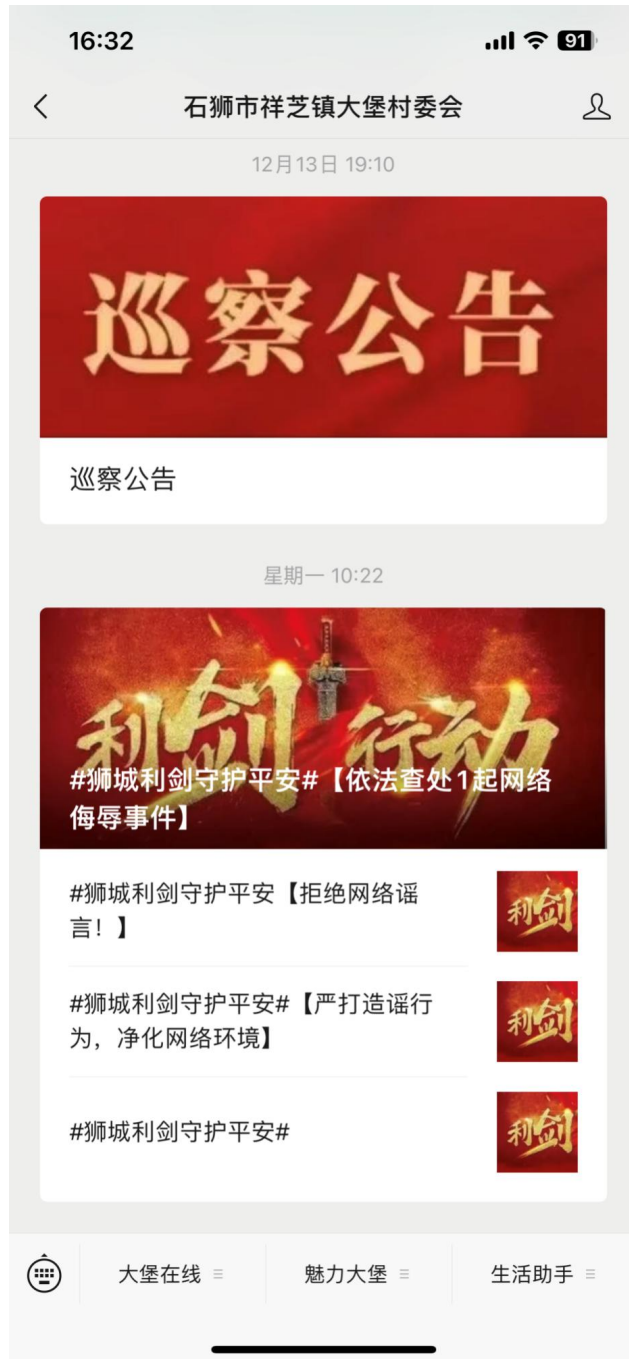 16:32
91
石狮市祥芝镇大堡村委会
12月13日 19:10
巡察公告
巡察公告
星期一 10:22
利剑行动
#狮城利剑守护平安#【依法查处1起网络
侮辱事件】
#狮城利剑守护平安【拒绝网络谣
言！】
利剑
#狮城利剑守护平安#【严打造谣行
为，净化网络环境】
利剑
#狮城利剑守护平安#
利剑
大堡在线
魅力大堡
生活助手